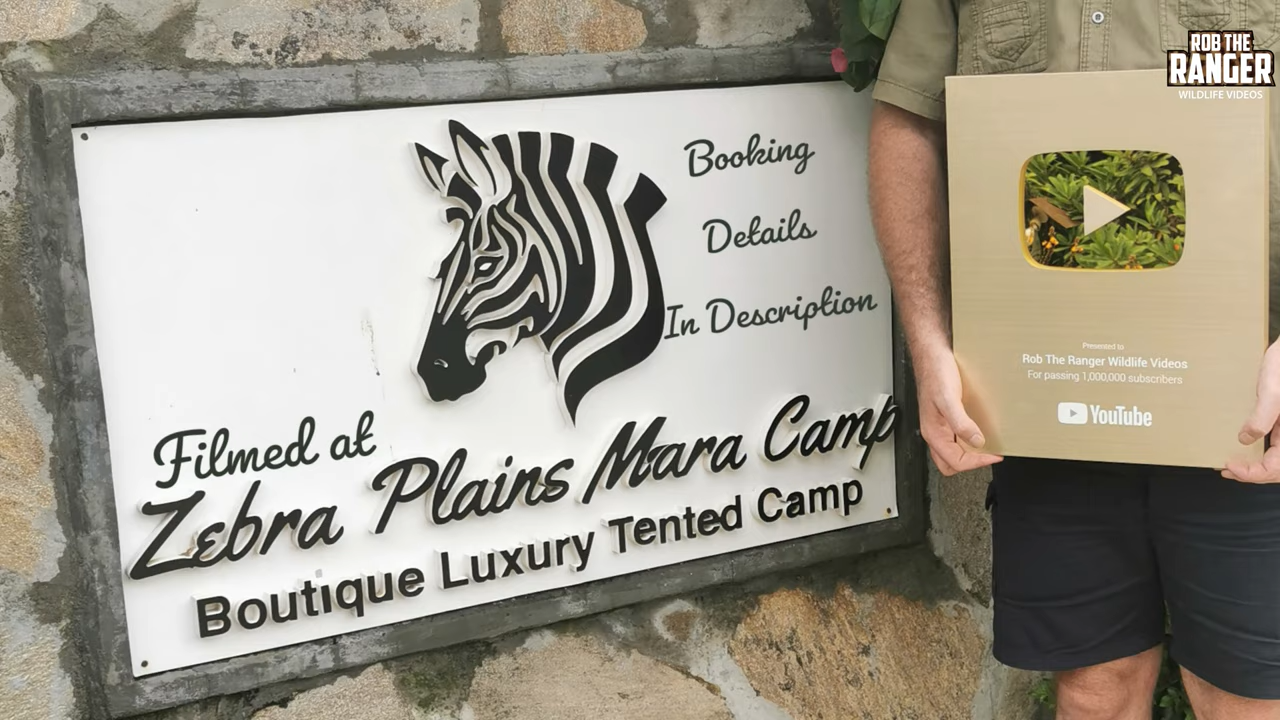 Booking
Details
In Description
Filmed at
Zebra Plains Mara Camp
Boutique Luxury Tented Camp
ROB THE
RANGER
WILDLIFE VIDEOS
Presented to
Rob The Ranger Wildlife Videos
For passing 1,000,000 subscribers
YouTube